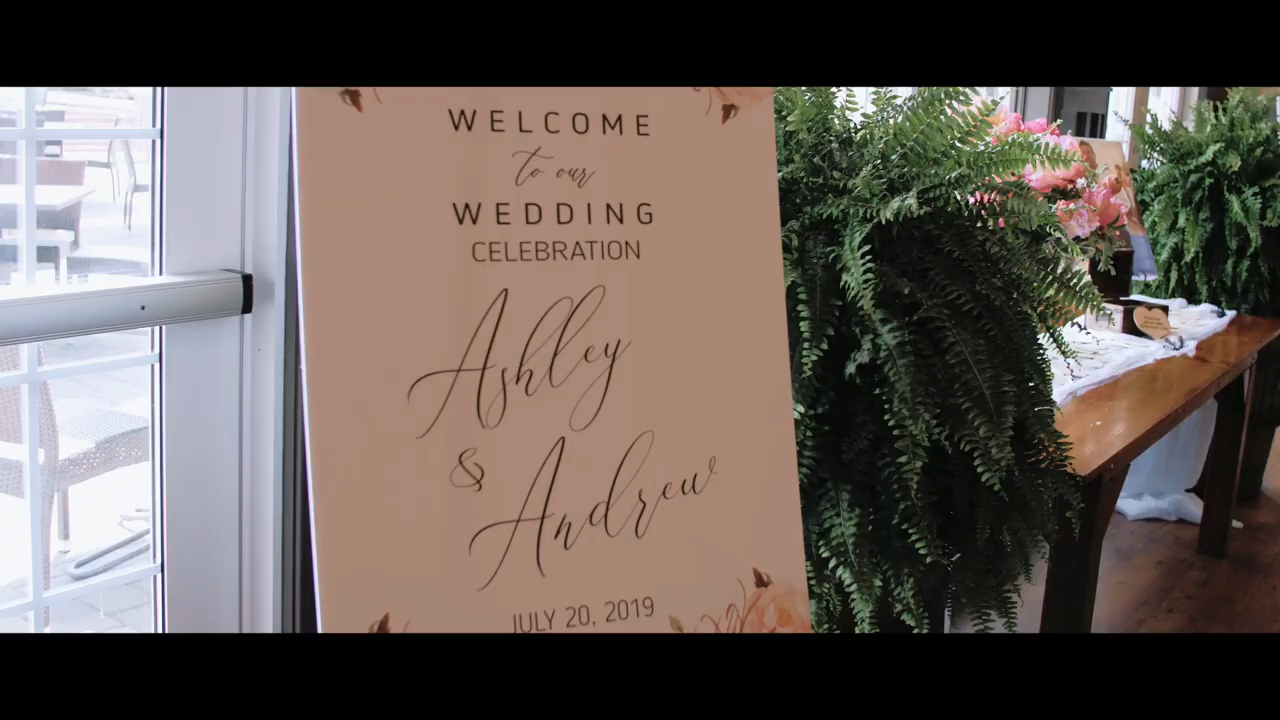 WELCOME
to our
WEDDING
CELEBRATION
Ashley
& Andrew
JULY 20, 2019